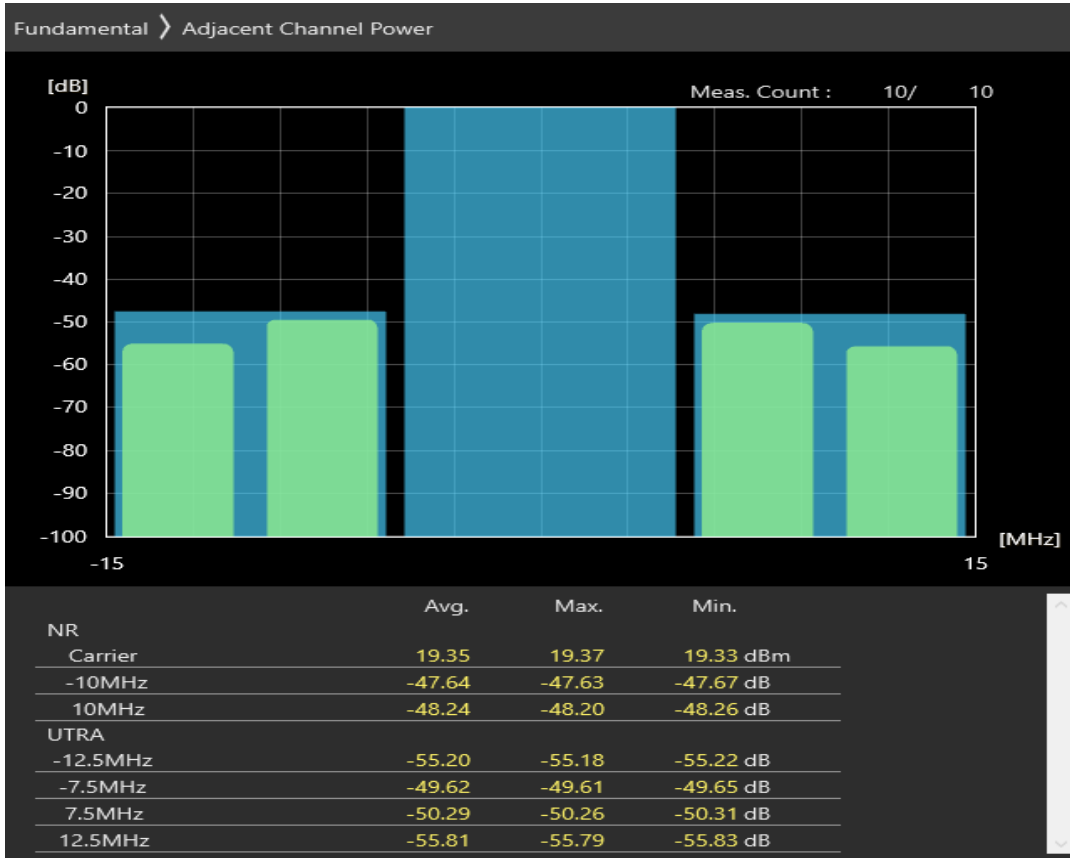 Fundamental 〉 Adjacent Channel Power
[dB]
Meas. Count : 10/ 10
0
-10
-20
-30
-40
-50
-60
-70
-80
-90
-100
[MHz]
-15 15
Avg. Max. Min.
NR
Carrier 19.35 19.37 19.33 dBm
-10MHz -47.64 -47.63 -47.67 dB
10MHz -48.24 -48.20 -48.26 dB
UTRA
-12.5MHz -55.20 -55.18 -55.22 dB
-7.5MHz -49.62 -49.61 -49.65 dB
7.5MHz -50.29 -50.26 -50.31 dB
12.5MHz -55.81 -55.79 -55.83 dB